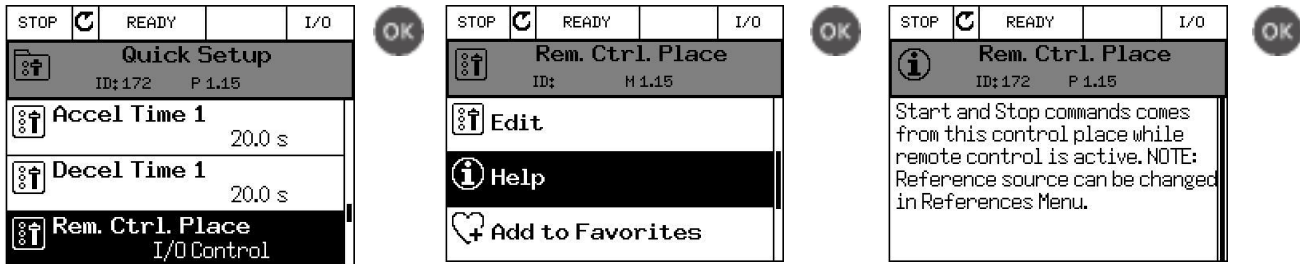 STOP READY I/O
Quick Setup
ID: 172 P 1.15
Accel Time 1
20.0 s
Decel Time 1
20.0 s
Rem. Ctrl. Place
I/O Control
OK
STOP READY I/O
Rem. Ctrl. Place
ID: M 1.15
Edit
Help
Add to Favorites
OK
STOP READY I/O
Rem. Ctrl. Place
ID: 172 P 1.15
Start and Stop commands comes
from this control place while
remote control is active. NOTE:
Reference source can be changed
in References Menu.
OK